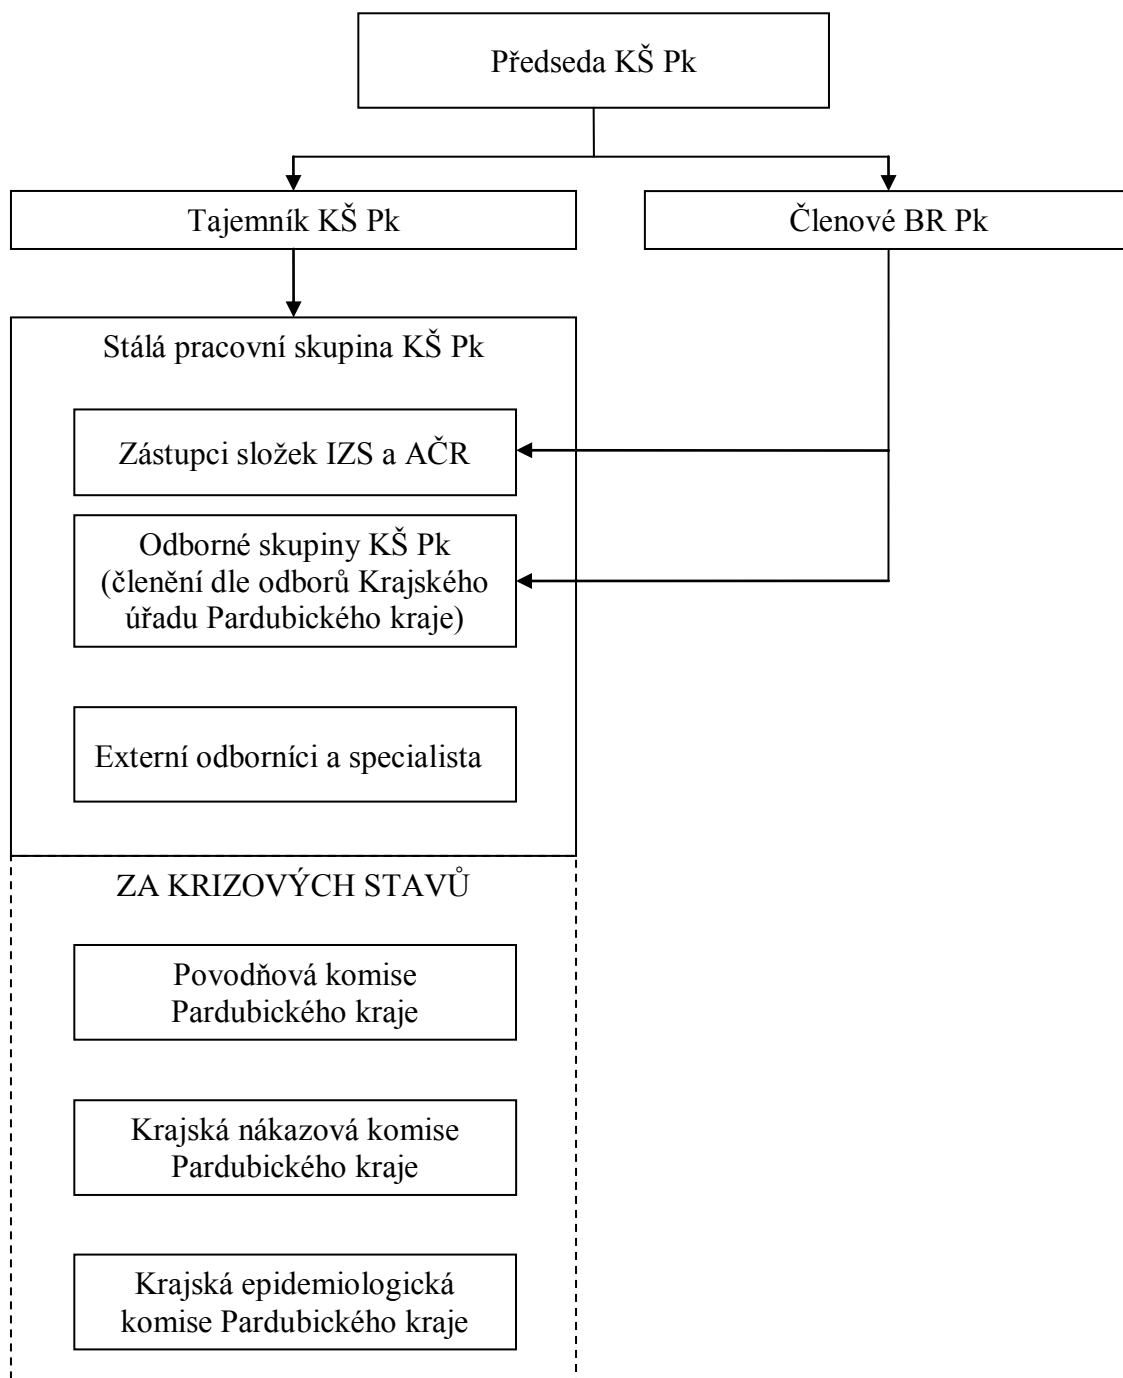 Předseda KŠ Pk
Tajemník KŠ Pk
Členové BR Pk
Stálá pracovní skupina KŠ Pk
Zástupci složek IZS a AČR
Odborné skupiny KŠ Pk
(členění dle odborů Krajského
úřadu Pardubického kraje)
Externí odborníci a specialista
ZA KRIZOVÝCH STAVŮ
Povodňová komise
Pardubického kraje
Krajská nákazová komise
Pardubického kraje
Krajská epidemiologická
komise Pardubického kraje